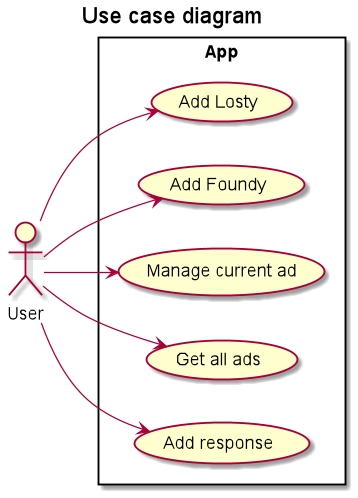 Use case diagram
App
Add Losty
Add Foundy
Manage current ad
User
Get all ads
Add response